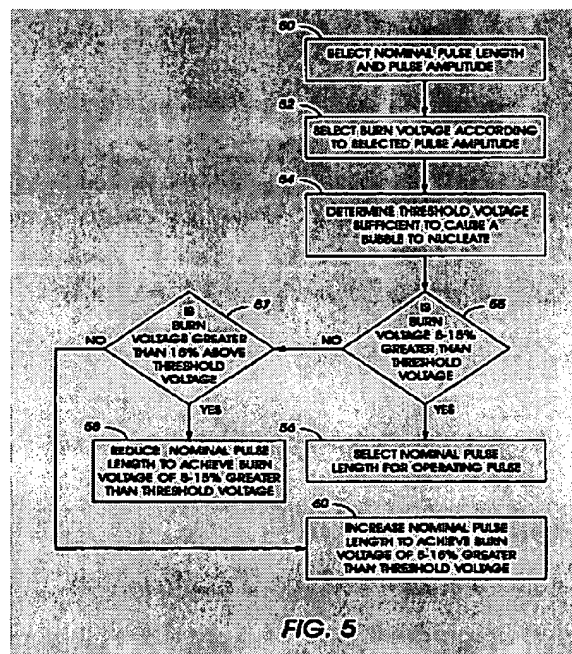 50
SELECT NOMINAL PULSE LENGTH
AND PULSE AMPLITUDE
52
SELECT BURN VOLTAGE ACCORDING
TO SELECTED PULSE AMPLITUDE
54
DETERMINE THRESHOLD VOLTAGE
SUFFICIENT TO CAUSE A
BUBBLE TO NUCLEATE
55
IS
BURN
VOLTAGE 5-15%
GREATER THAN
THRESHOLD
VOLTAGE
NO
YES
57
IS
BURN
VOLTAGE GREATER
THAN 15% ABOVE
THRESHOLD
VOLTAGE
NO
YES
58
REDUCE NOMINAL PULSE
LENGTH TO ACHIEVE BURN
VOLTAGE OF 5-15% GREATER
THAN THRESHOLD VOLTAGE
56
SELECT NOMINAL PULSE
LENGTH FOR OPERATING PULSE
60
INCREASE NOMINAL PULSE
LENGTH TO ACHIEVE BURN
VOLTAGE OF 5-15% GREATER
THAN THRESHOLD VOLTAGE
FIG. 5